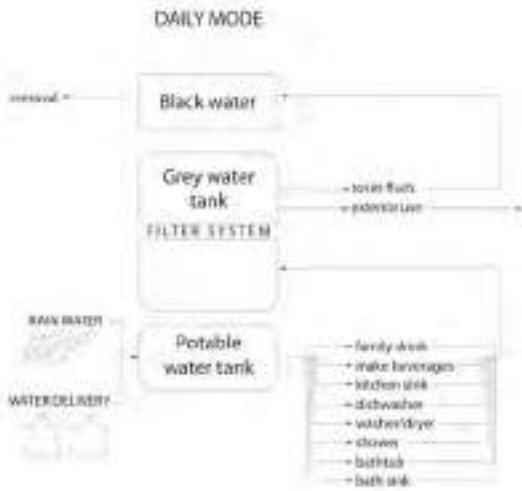 DAILY MODE
removal
Black water
Grey water
tank
FILTER SYSTEM
toilet flush
exterior use
RAIN WATER
WATER DELIVERY
Potable
water tank
family drink
make beverages
kitchen sink
dishwasher
washer/dryer
shower
bathtub
bath sink